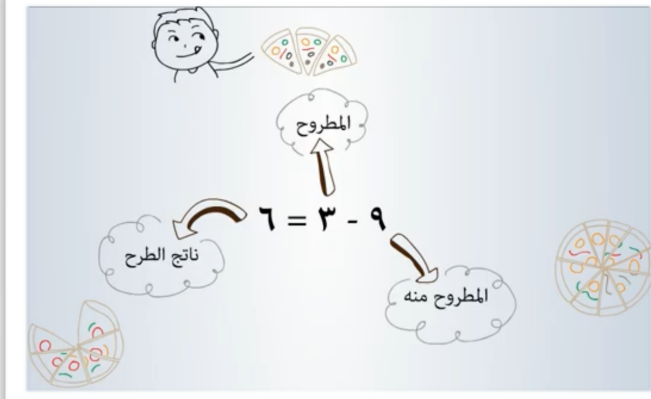 المطروح
٩ - ٣ = ٦
ناتج الطرح
المطروح منه